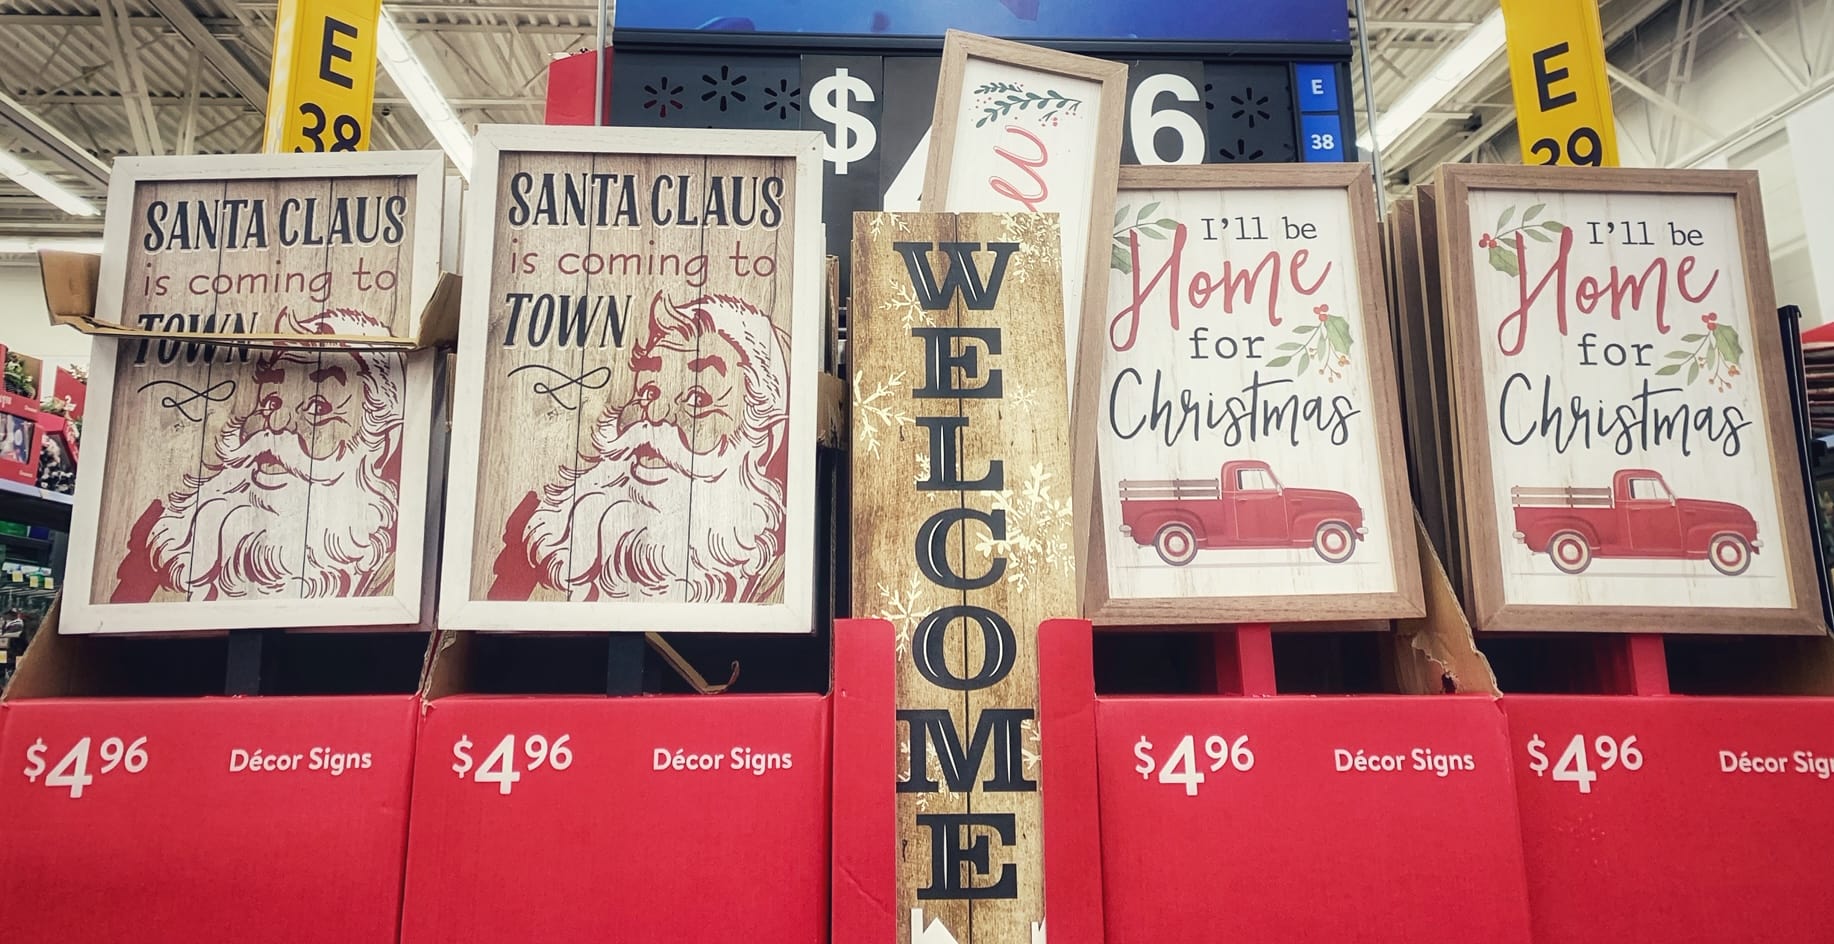 E
38
$ 6
E
38
E
39
SANTA CLAUS
is coming to
TOWN
SANTA CLAUS
is coming to
TOWN
WELCOME
I'll be
Home
for
Christmas
I'll be
Home
for
Christmas
$4.96 Décor Signs
$4.96 Décor Signs
$4.96 Décor Signs
$4.96 Décor